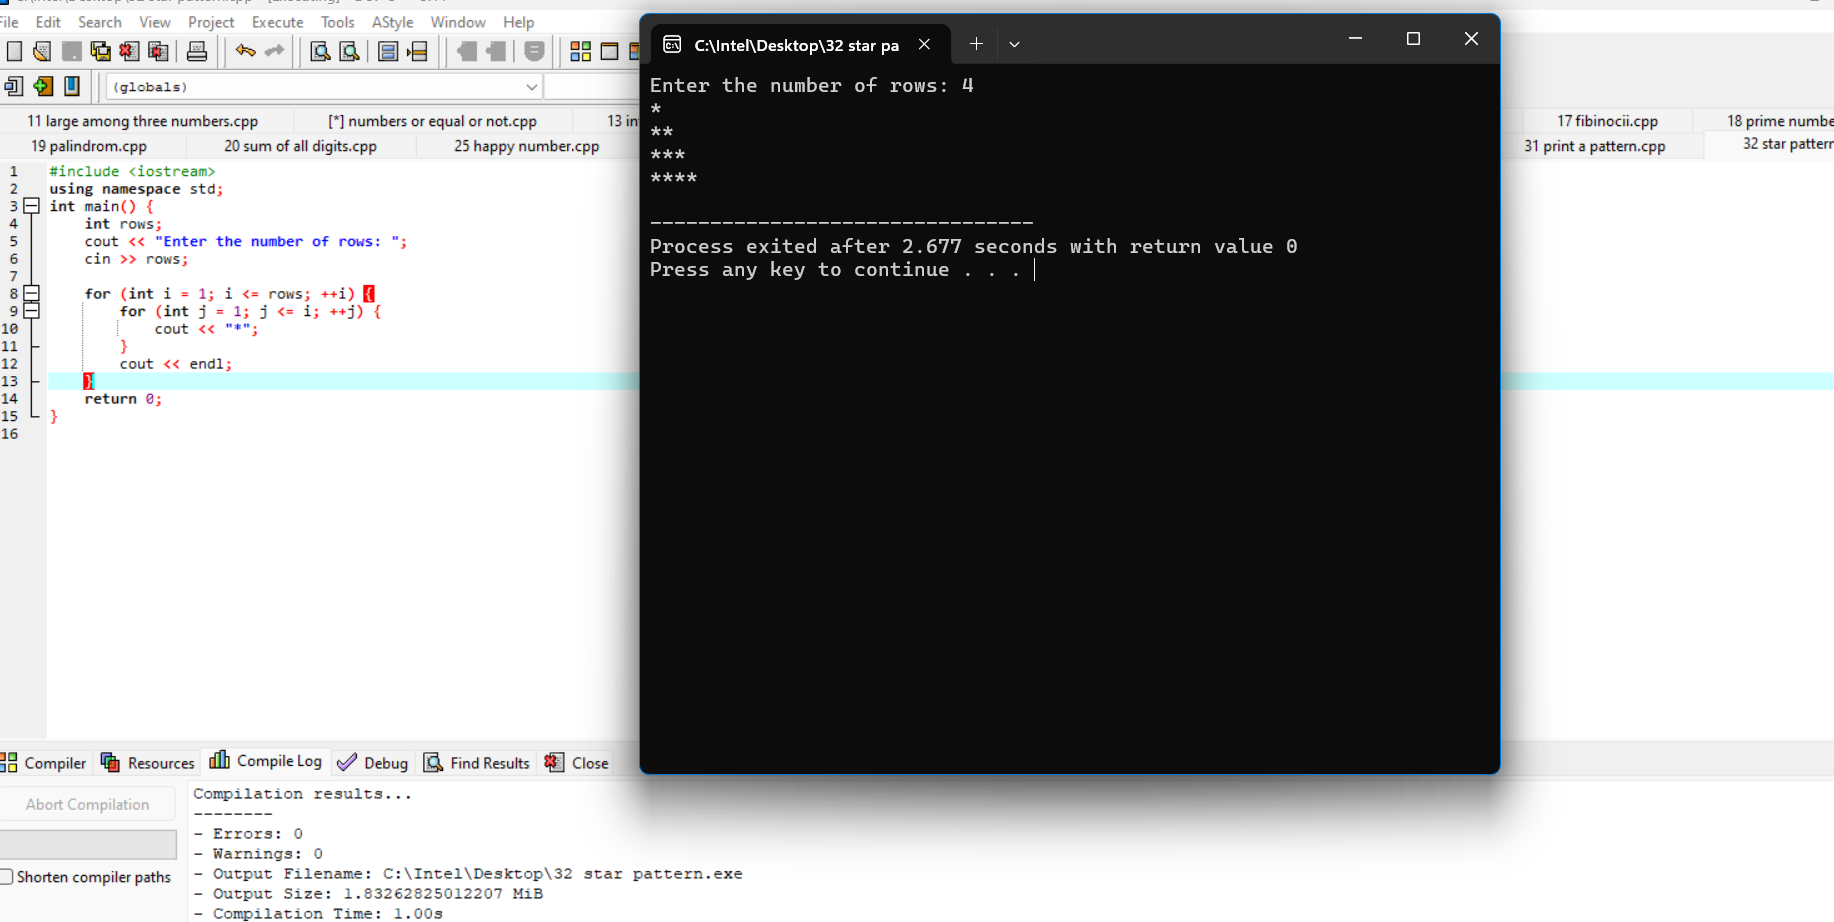 File Edit Search View Project Execute Tools AStyle Window Help
(globals)
11 large among three numbers.cpp [*] numbers or equal or not.cpp 13 in 17 fibinocii.cpp 18 prime numbe
19 palindrom.cpp 20 sum of all digits.cpp 25 happy number.cpp 31 print a pattern.cpp 32 star pattern
1 #include <iostream>
2 using namespace std;
3 int main() {
4 int rows;
5 cout << "Enter the number of rows: ";
6 cin >> rows;
7
8 for (int i = 1; i <= rows; ++i) {
9 for (int j = 1; j <= i; ++j) {
10 cout << "*";
11 }
12 cout << endl;
13 }
14 return 0;
15 }
16
C:\Intel\Desktop\32 star pa
Enter the number of rows: 4
*
**
***
****
--------------------------------
Process exited after 2.677 seconds with return value 0
Press any key to continue . . .
Compiler Resources Compile Log Debug Find Results Close
Abort Compilation
Shorten compiler paths
Compilation results...
--------
- Errors: 0
- Warnings: 0
- Output Filename: C:\Intel\Desktop\32 star pattern.exe
- Output Size: 1.83262825012207 MiB
- Compilation Time: 1.00s